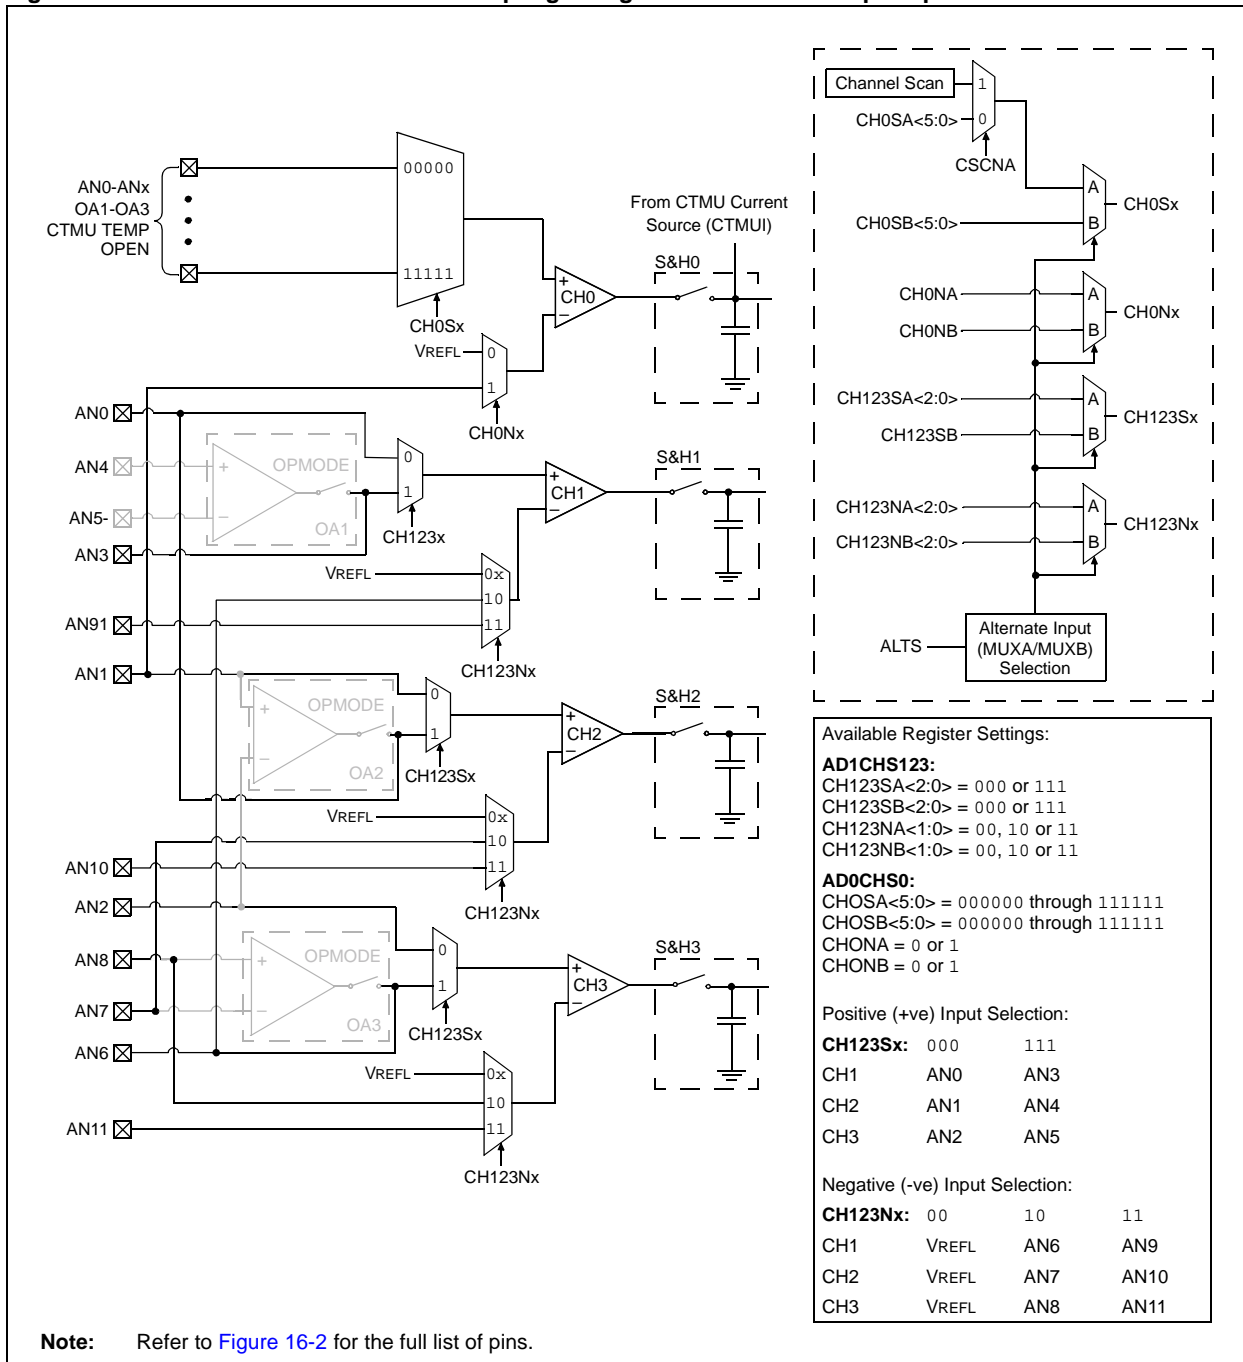 AN0-ANx
OA1-OA3
CTMU TEMP
OPEN
00000
11111
CH0Sx
From CTMU Current
Source (CTMUI)
S&H0
+
CH0
–
VREFL
0
1
CH0Nx
AN0
AN4
AN5-
AN3
+
–
OPMODE
OA1
0
1
CH123x
S&H1
+
CH1
–
VREFL
0x
10
11
CH123Nx
AN91
AN1
+
–
OPMODE
OA2
0
1
CH123Sx
S&H2
+
CH2
–
VREFL
0x
10
11
CH123Nx
AN10
AN2
AN8
AN7
AN6
+
–
OPMODE
OA3
0
1
CH123Sx
S&H3
+
CH3
–
VREFL
0x
10
11
CH123Nx
AN11
Channel Scan
1
CH0SA<5:0>
0
CSCNA
A
CH0Sx
CH0SB<5:0>
B
CH0NA
A
CH0Nx
CH0NB
B
CH123SA<2:0>
A
CH123Sx
CH123SB
B
CH123NA<2:0>
A
CH123Nx
CH123NB<2:0>
B
ALTS
Alternate Input
(MUXA/MUXB)
Selection
Available Register Settings:
AD1CHS123:
CH123SA<2:0> = 000 or 111
CH123SB<2:0> = 000 or 111
CH123NA<1:0> = 00, 10 or 11
CH123NB<1:0> = 00, 10 or 11
AD0CHS0:
CHOSA<5:0> = 000000 through 111111
CHOSB<5:0> = 000000 through 111111
CHONA = 0 or 1
CHONB = 0 or 1
Positive (+ve) Input Selection:
CH123Sx: 000 111
CH1 AN0 AN3
CH2 AN1 AN4
CH3 AN2 AN5
Negative (-ve) Input Selection:
CH123Nx: 00 10 11
CH1 VREFL AN6 AN9
CH2 VREFL AN7 AN10
CH3 VREFL AN8 AN11
Note: Refer to Figure 16-2 for the full list of pins.